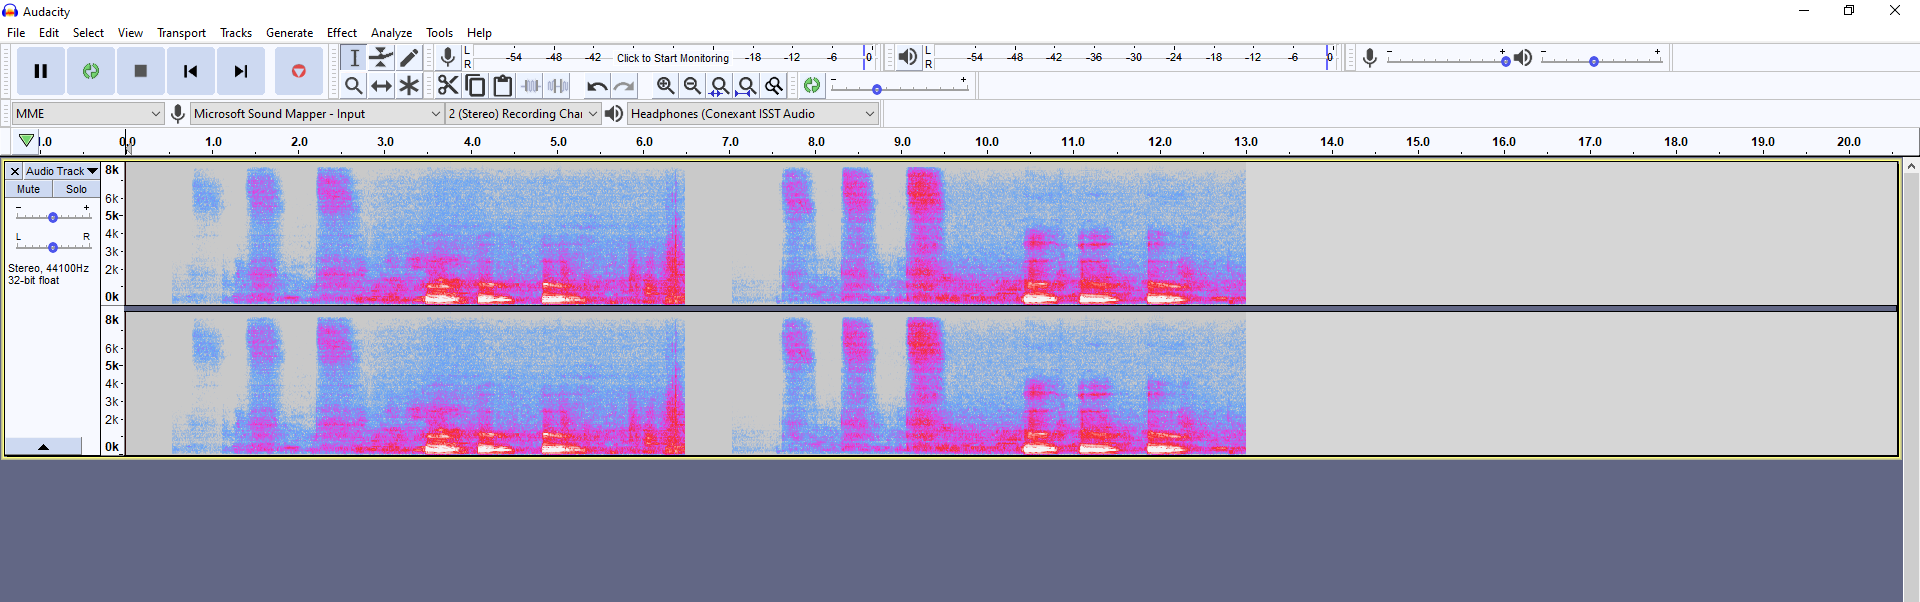 Audacity
File Edit Select View Transport Tracks Generate Effect Analyze Tools Help
L R -54 -48 -42 Click to Start Monitoring -18 -12 -6 0 L R -54 -48 -42 -36 -30 -24 -18 -12 -6 0 - + - +
- +
MME Microsoft Sound Mapper - Input 2 (Stereo) Recording Char Headphones (Conexant ISST Audio
1.0 0.0 1.0 2.0 3.0 4.0 5.0 6.0 7.0 8.0 9.0 10.0 11.0 12.0 13.0 14.0 15.0 16.0 17.0 18.0 19.0 20.0
Audio Track 8k
Mute Solo
- + 6k
5k
L R 4k
3k
Stereo, 44100Hz 2k
32-bit float
0k
8k
6k
5k
4k
3k
2k
0k